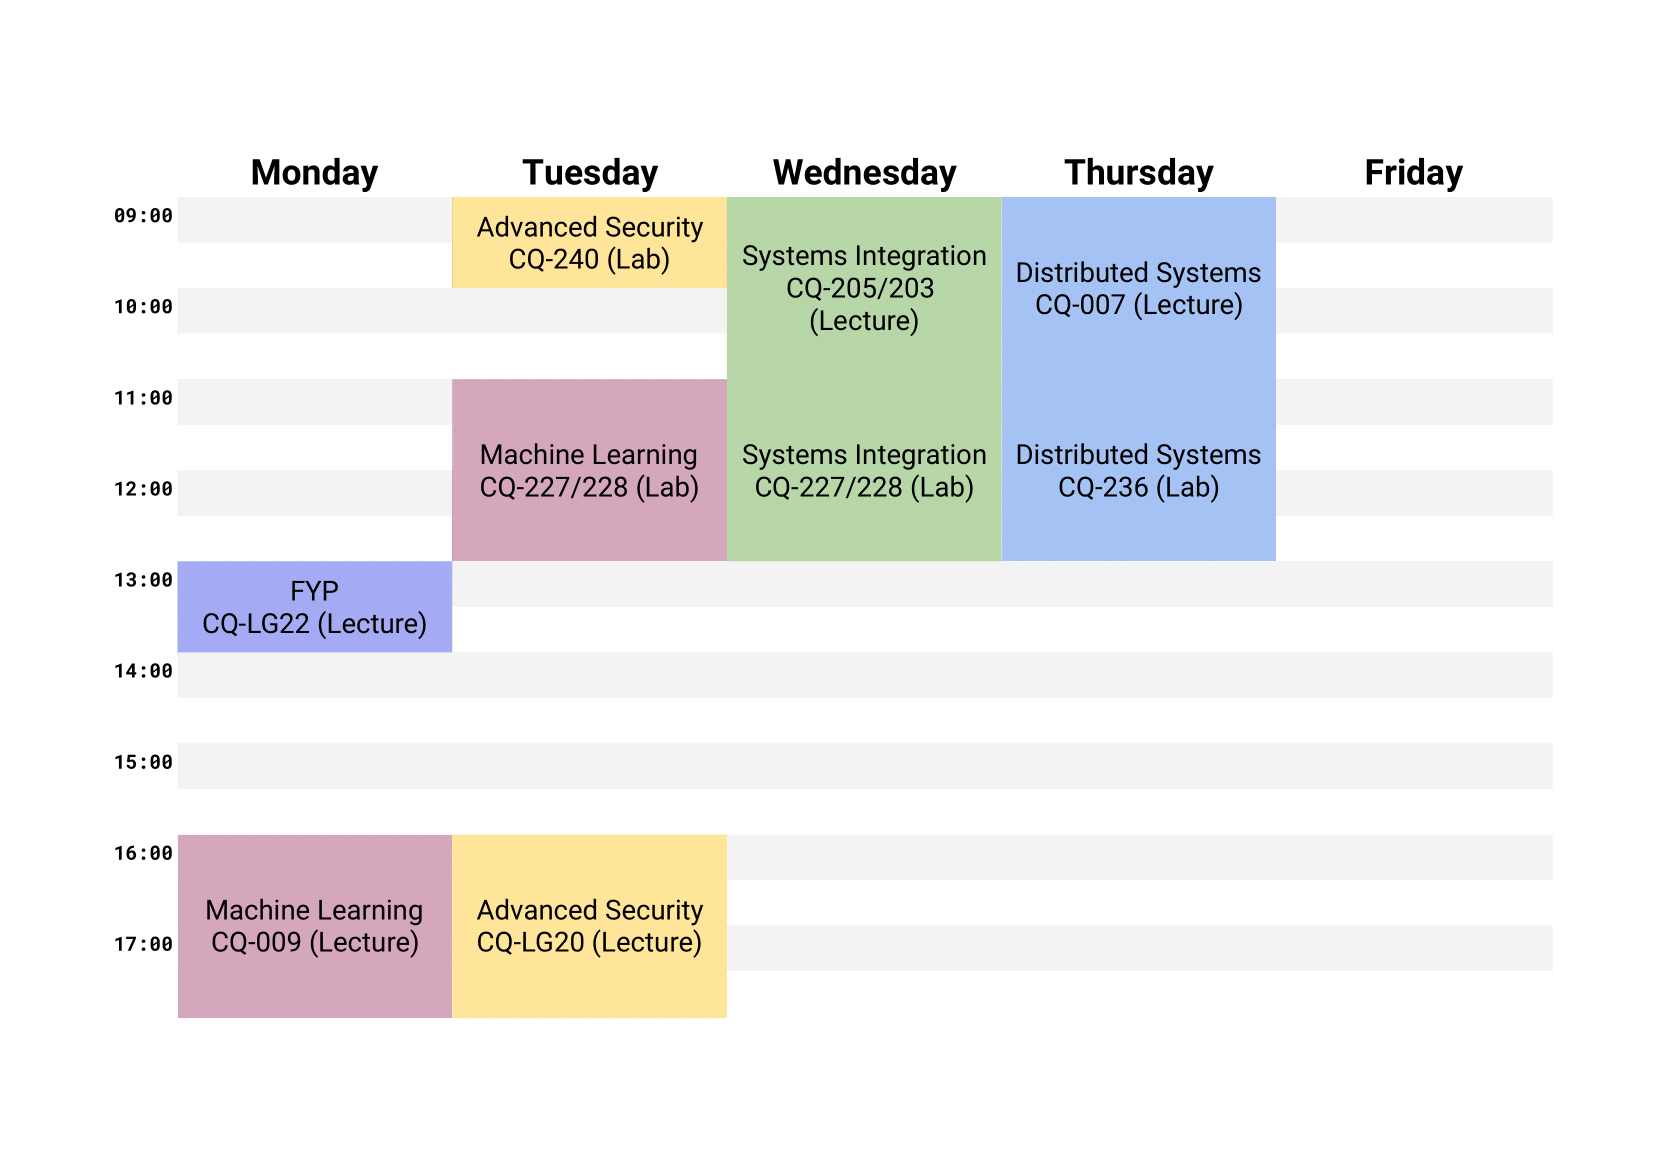 Monday Tuesday Wednesday Thursday Friday
09:00
Advanced Security
CQ-240 (Lab)
Systems Integration
CQ-205/203
(Lecture)
Distributed Systems
CQ-007 (Lecture)
10:00
11:00
Machine Learning
CQ-227/228 (Lab)
Systems Integration
CQ-227/228 (Lab)
Distributed Systems
CQ-236 (Lab)
12:00
13:00
FYP
CQ-LG22 (Lecture)
14:00
15:00
16:00
Machine Learning
CQ-009 (Lecture)
Advanced Security
CQ-LG20 (Lecture)
17:00